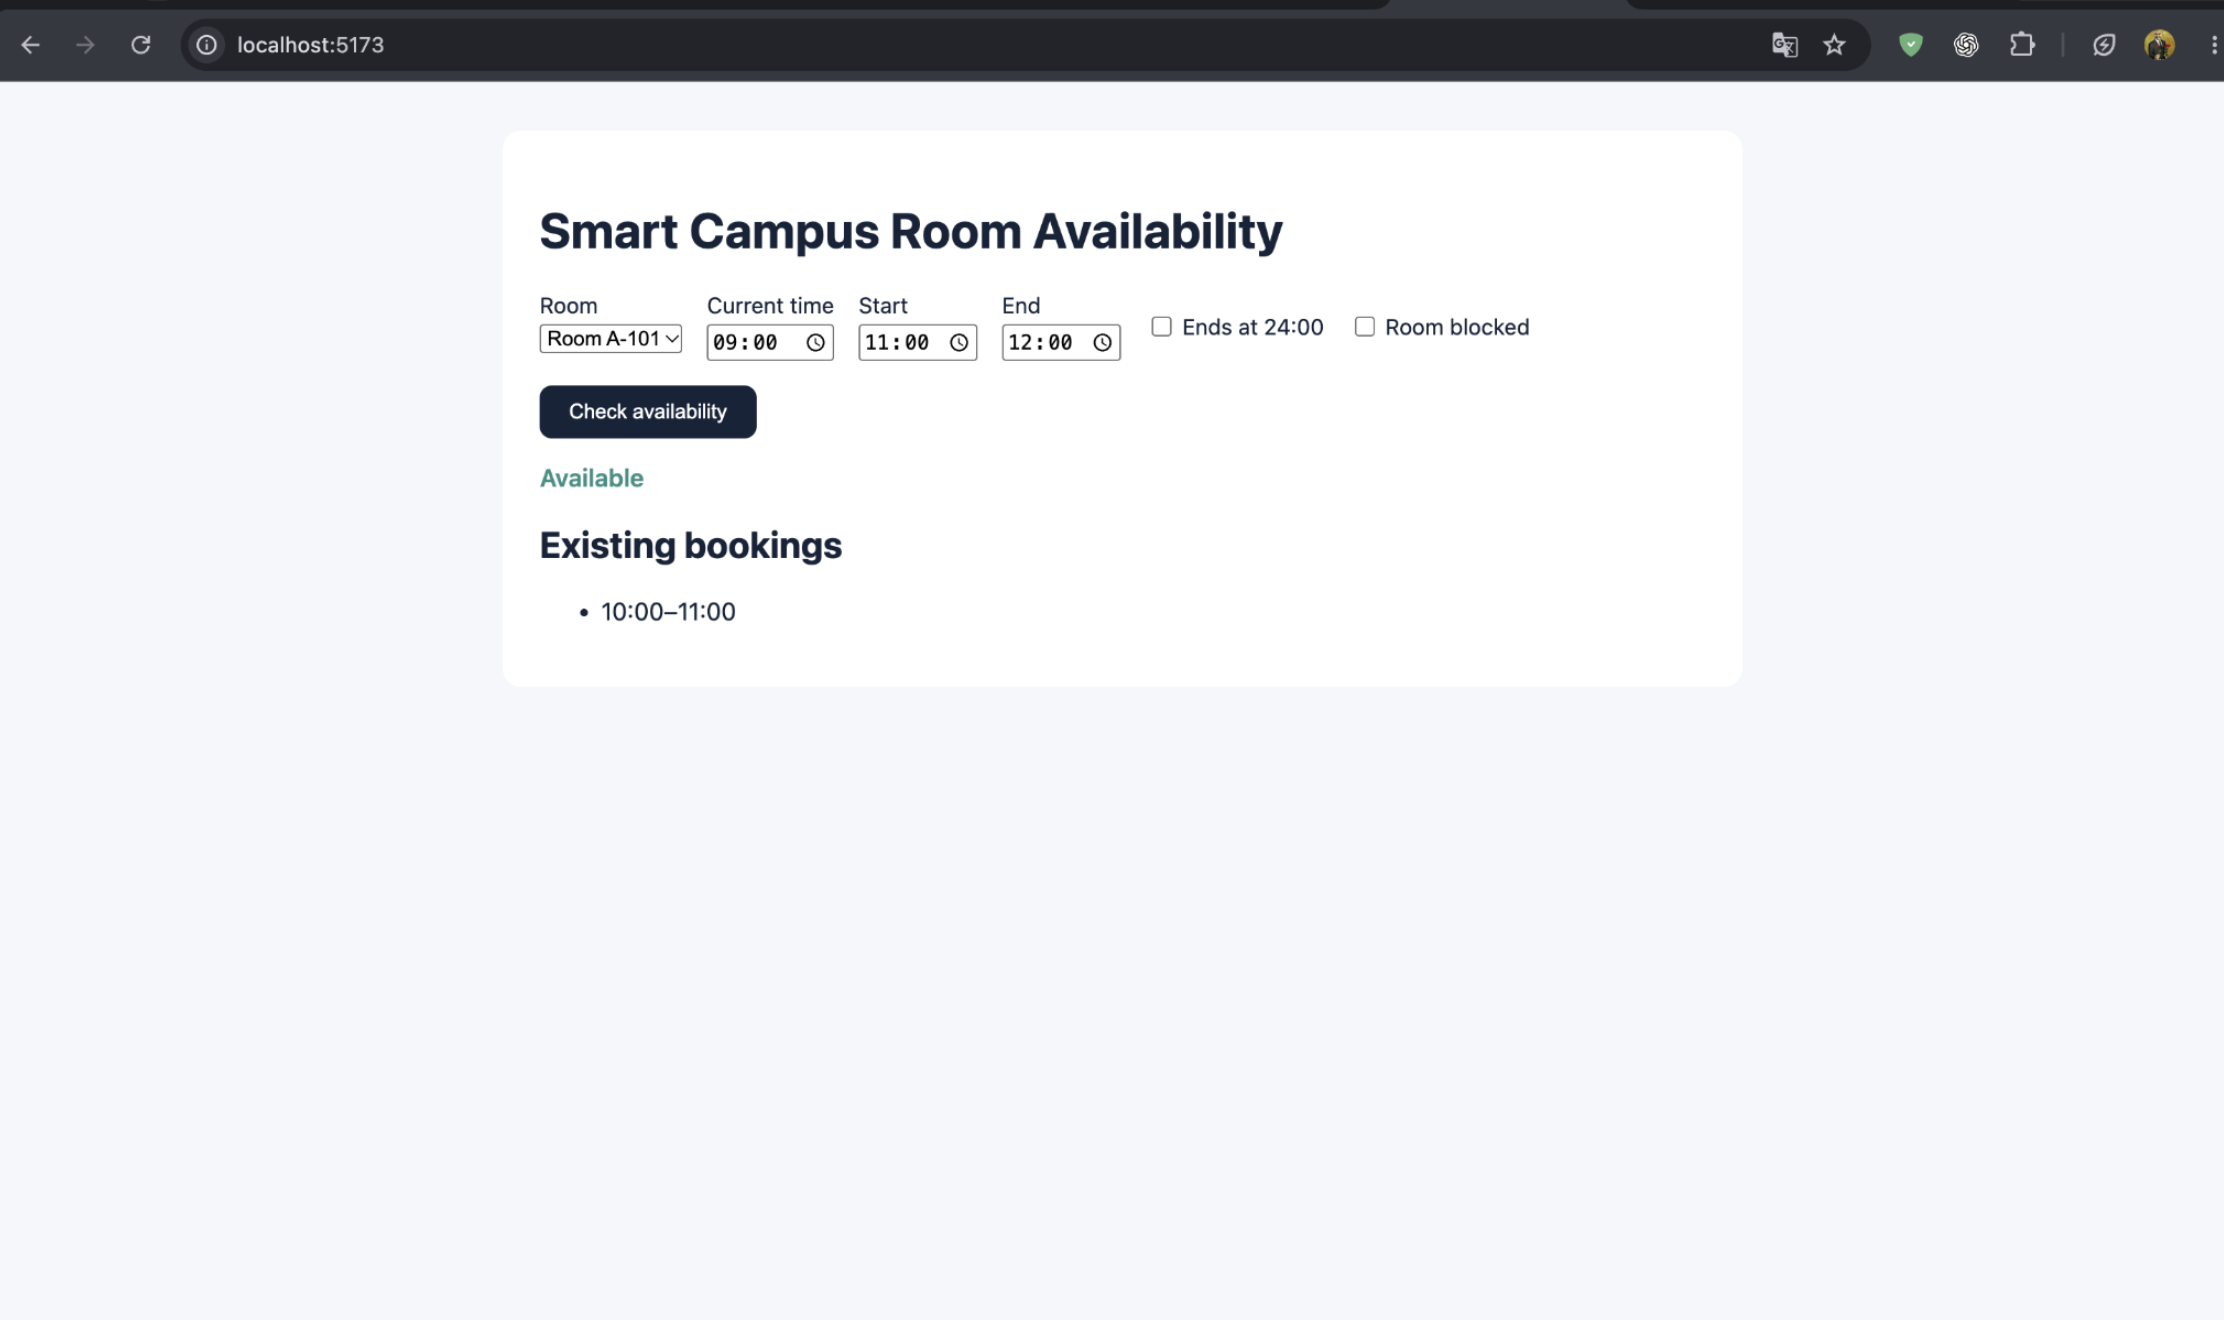 localhost:5173
Smart Campus Room Availability
Room Current time Start End
Room A-101 09:00 11:00 12:00 Ends at 24:00 Room blocked
Check availability
Available
Existing bookings
• 10:00–11:00